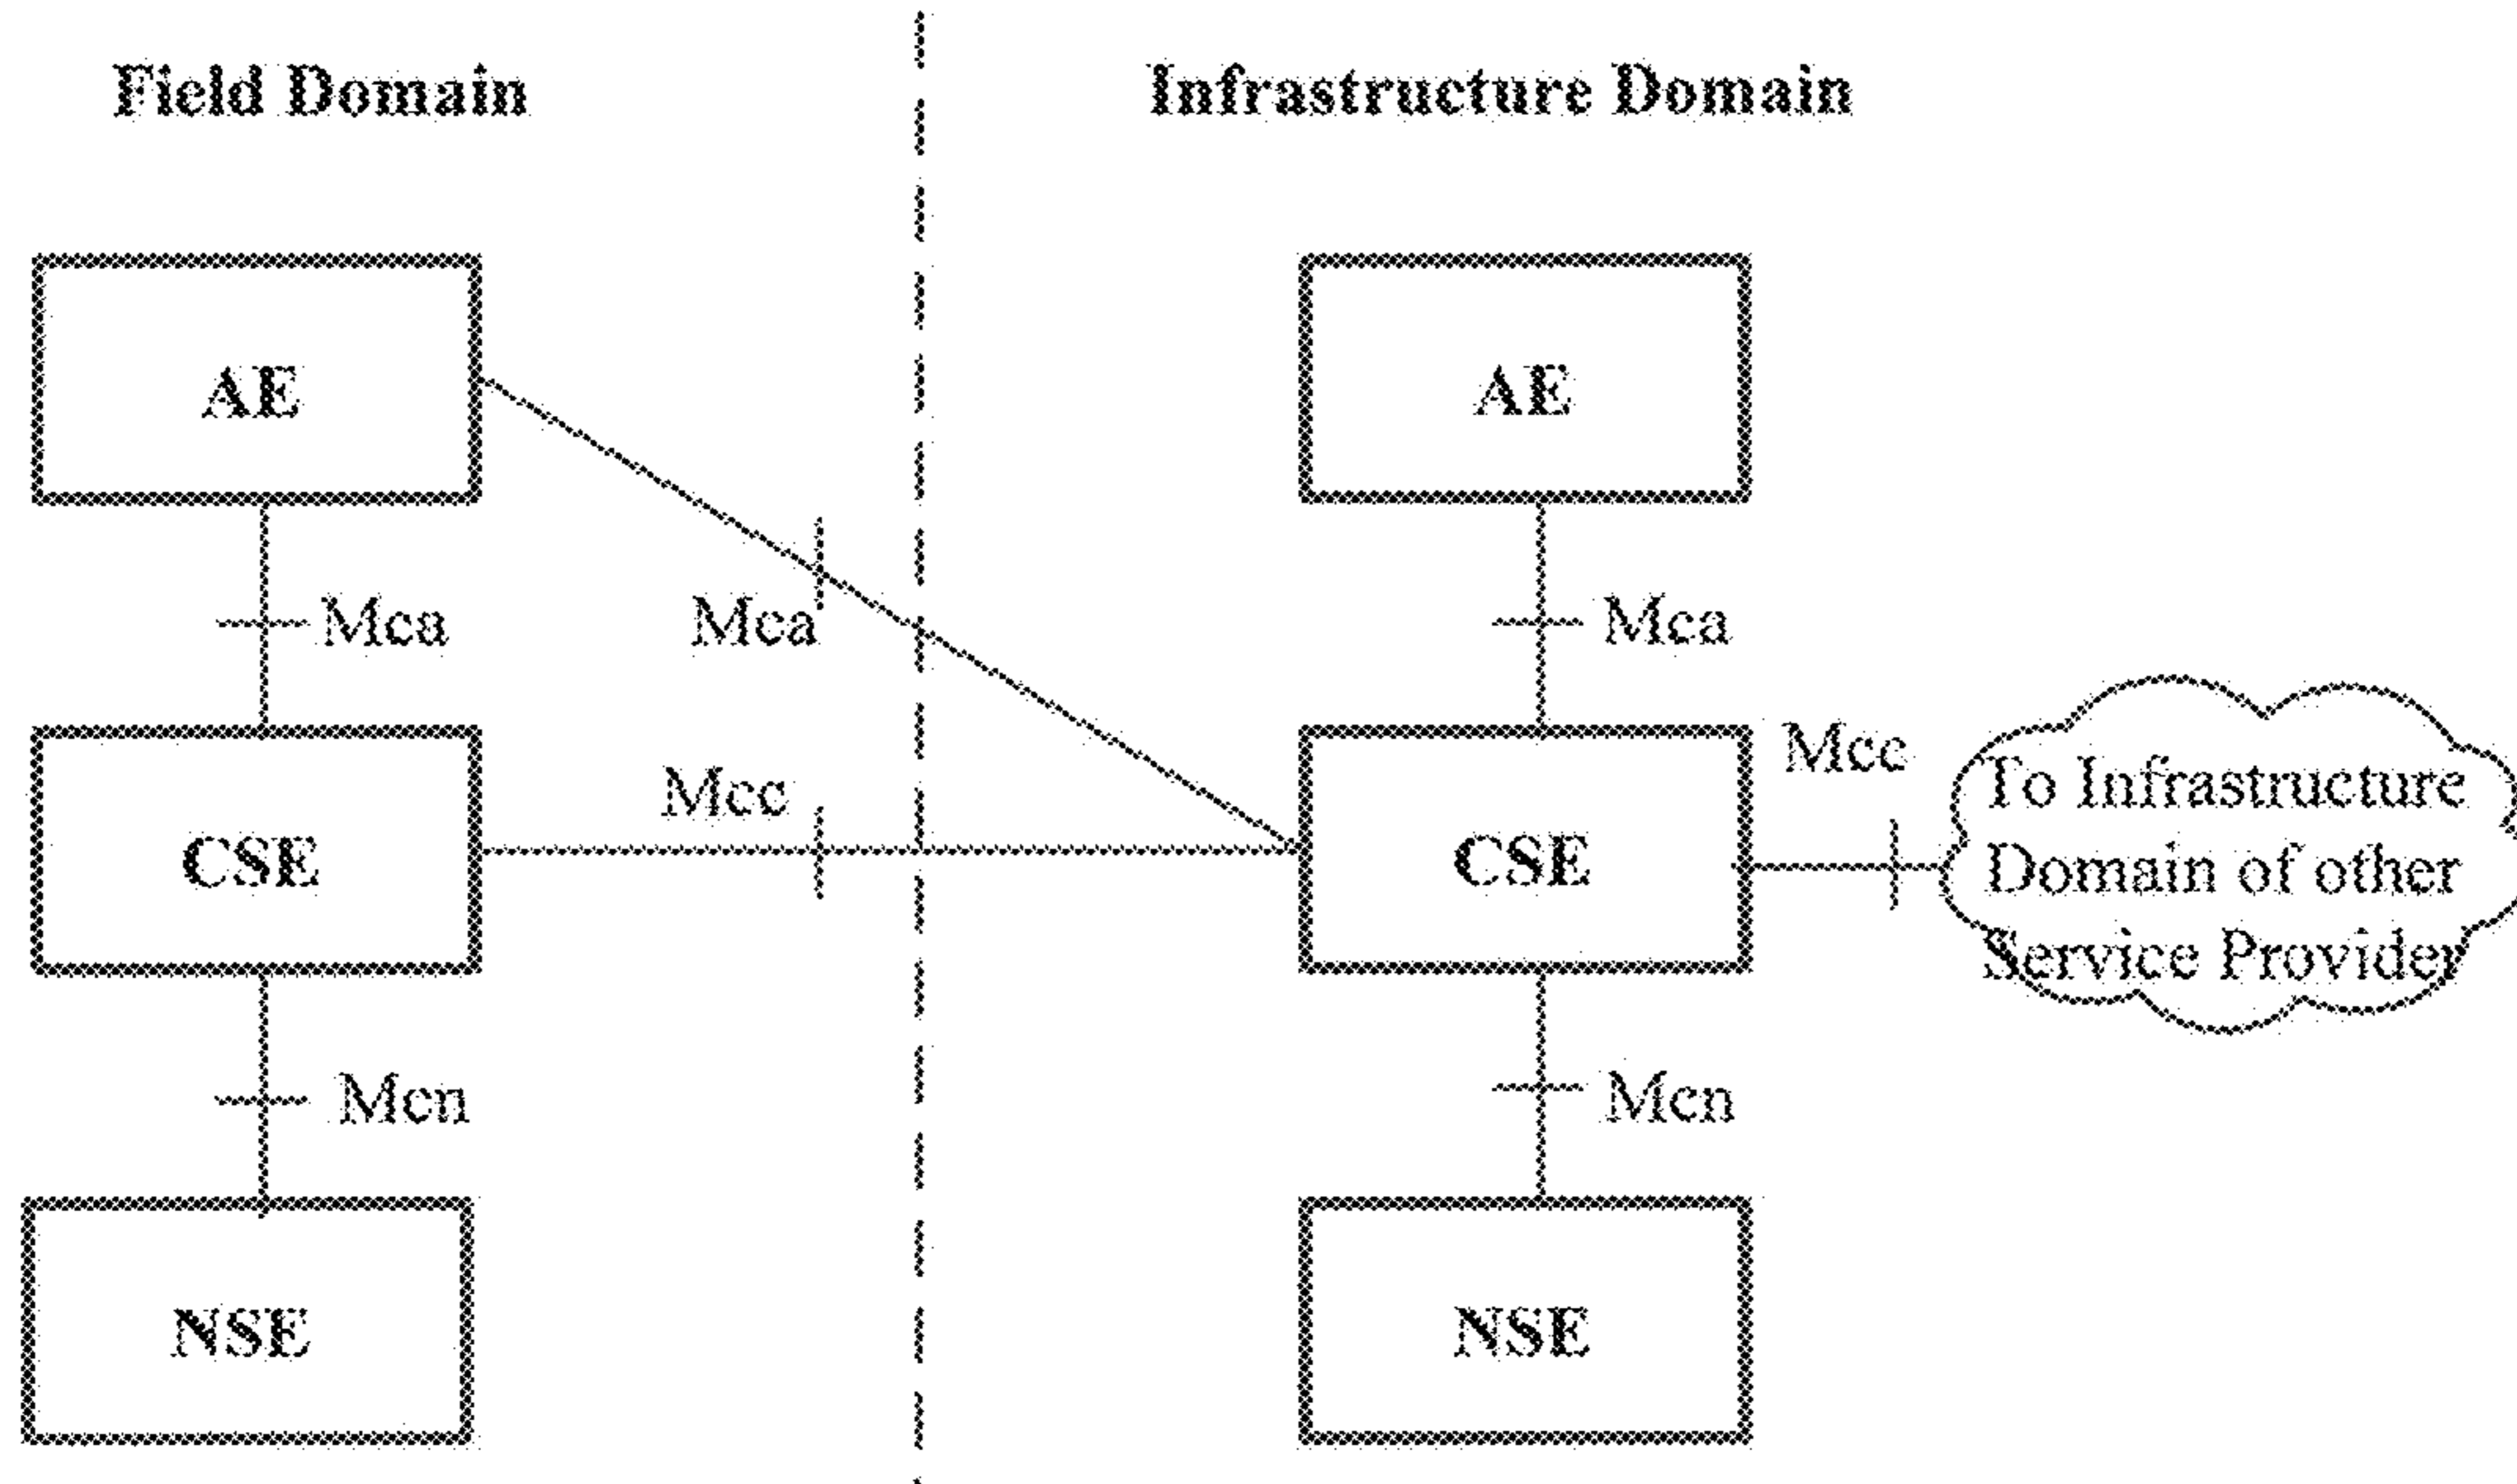 Field Domain
Infrastructure Domain
AE
AE
Mca
Mca
Mca
Mcc
Mcc
CSE
CSE
To Infrastructure
Domain of other
Service Provider
Mcn
Mcn
NSE
NSE